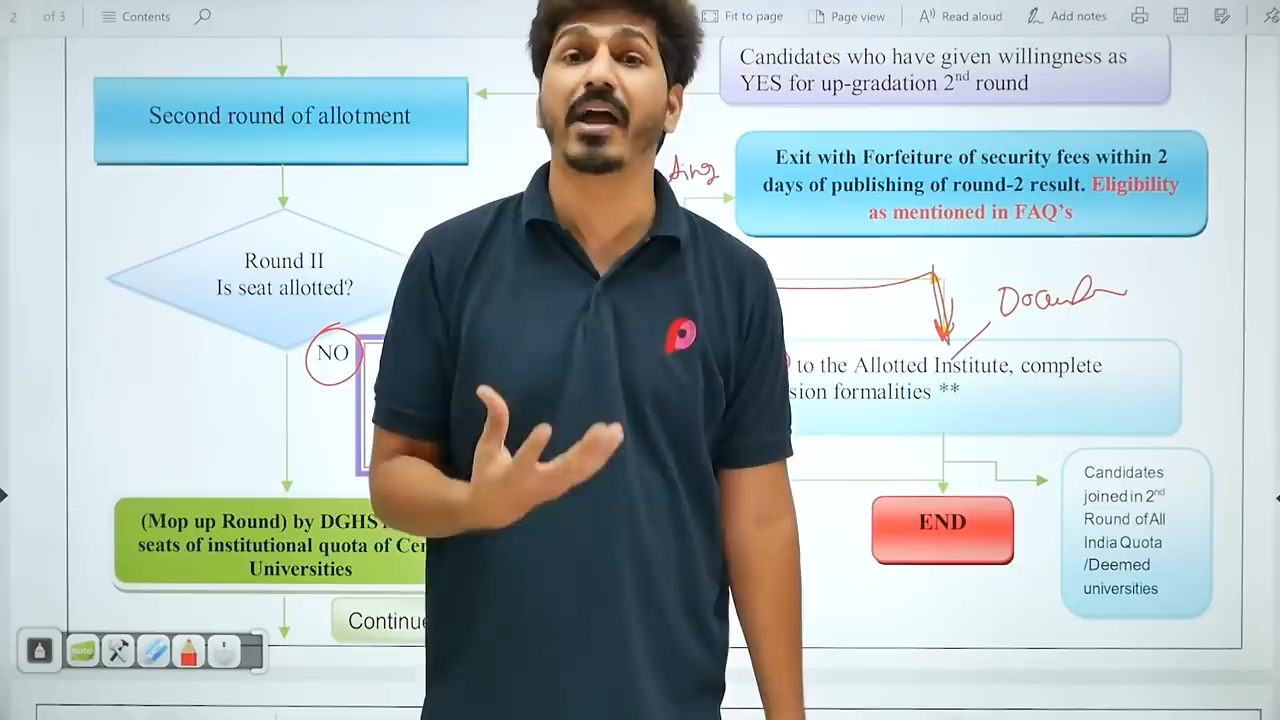 2 of 3
Contents
Fit to page
Page view
Read aloud
Add notes
Candidates who have given willingness as
YES for up-gradation 2nd round
Second round of allotment
Exit with Forfeiture of security fees within 2
days of publishing of round-2 result. Eligibility
as mentioned in FAQ's
Round II
Is seat allotted?
NO
to the Allotted Institute, complete
formalities **
Candidates
joined in 2nd
Round of All
India Quota
/Deemed
universities
END
(Mop up Round) by DGHS
seats of institutional quota of
Universities
Note